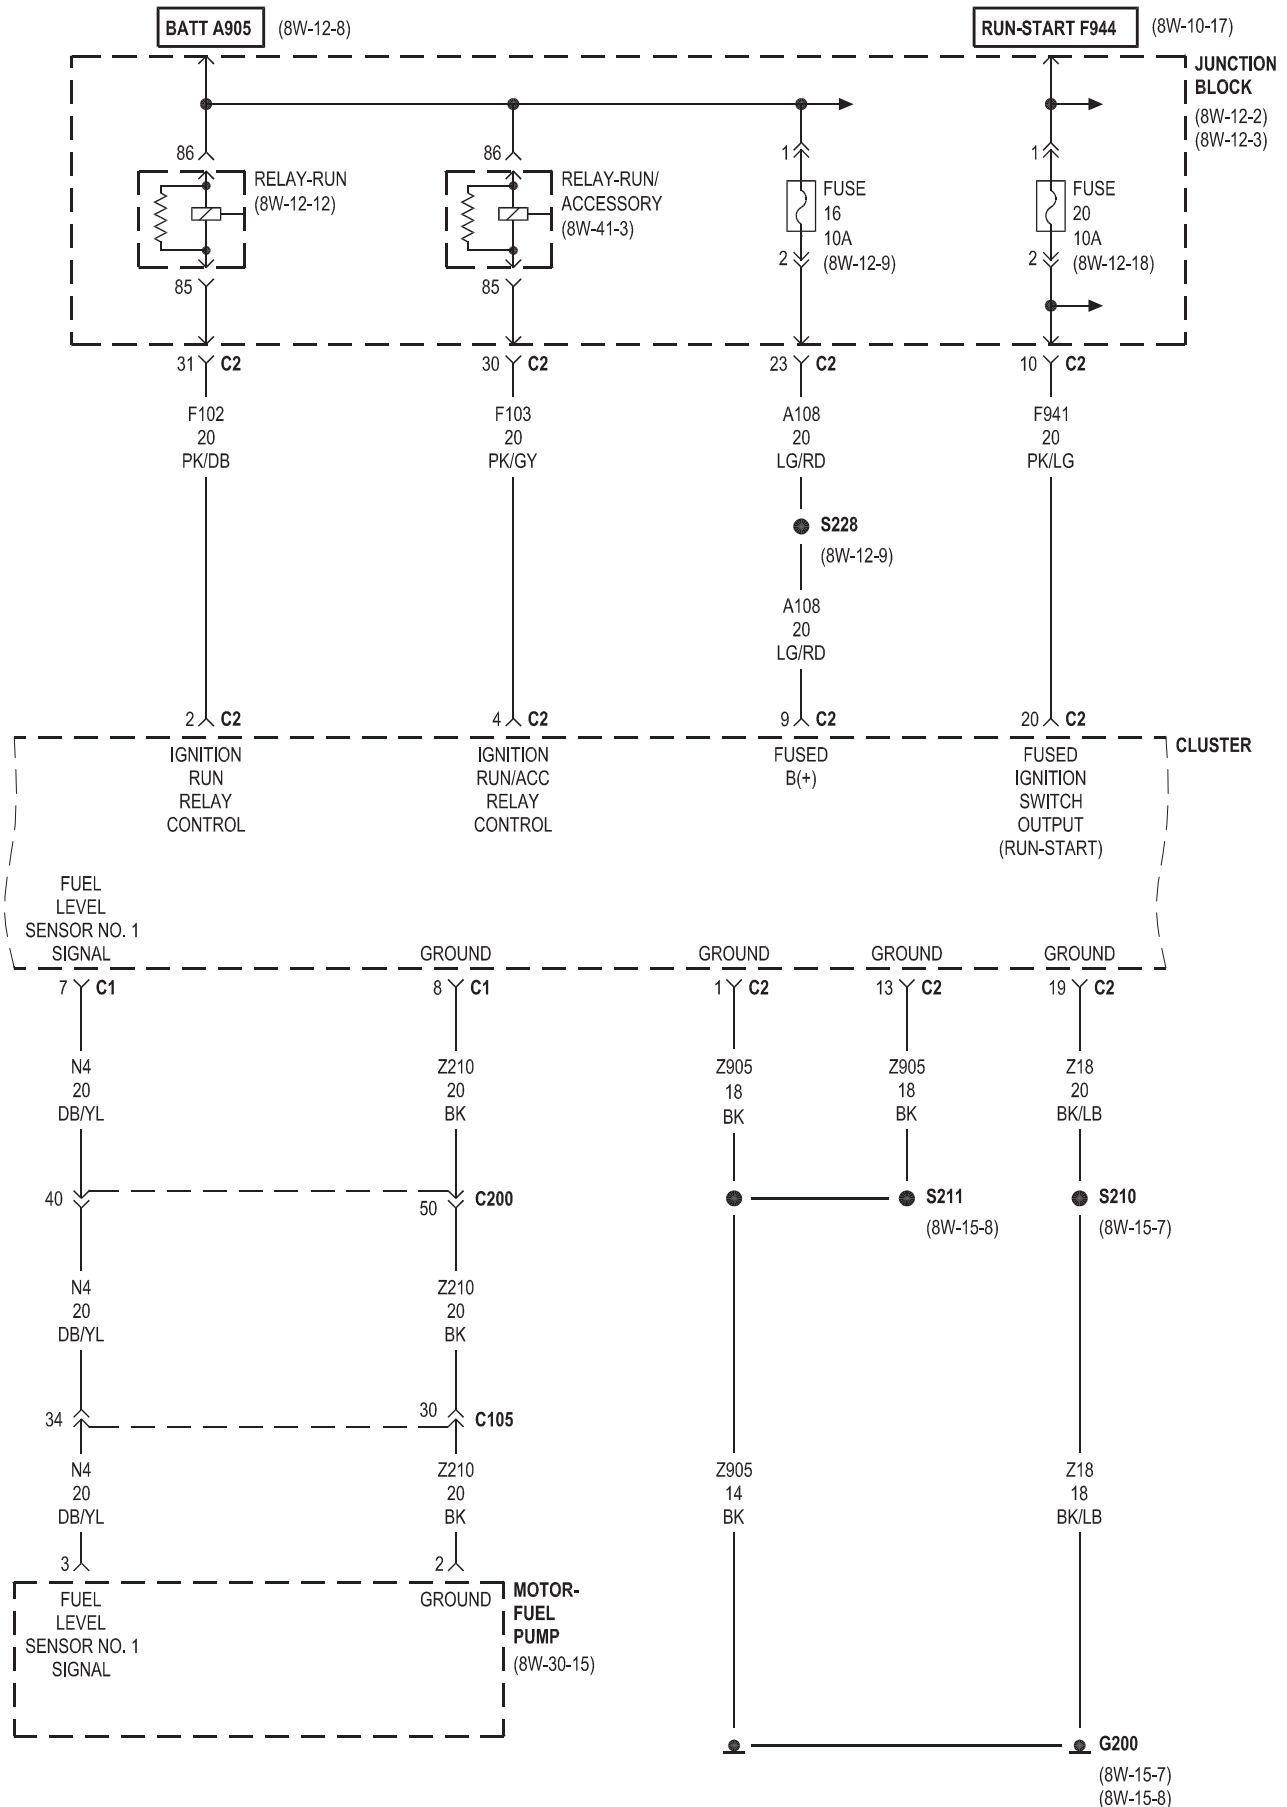 BATT A905 (8W-12-8)
RUN-START F944 (8W-10-17)
JUNCTION
BLOCK
(8W-12-2)
(8W-12-3)
86
RELAY-RUN
(8W-12-12)
85
86
RELAY-RUN/
ACCESSORY
(8W-41-3)
85
1
FUSE
16
10A
(8W-12-9)
2
1
FUSE
20
10A
(8W-12-18)
2
31 C2
30 C2
23 C2
10 C2
F102
20
PK/DB
F103
20
PK/GY
A108
20
LG/RD
F941
20
PK/LG
S228
(8W-12-9)
A108
20
LG/RD
2 C2
4 C2
9 C2
20 C2
CLUSTER
IGNITION
RUN
RELAY
CONTROL
IGNITION
RUN/ACC
RELAY
CONTROL
FUSED
B(+)
FUSED
IGNITION
SWITCH
OUTPUT
(RUN-START)
FUEL
LEVEL
SENSOR NO. 1
SIGNAL
GROUND
GROUND
GROUND
GROUND
7 C1
8 C1
1 C2
13 C2
19 C2
N4
20
DB/YL
Z210
20
BK
Z905
18
BK
Z905
18
BK
Z18
20
BK/LB
40
50
C200
S211
(8W-15-8)
S210
(8W-15-7)
N4
20
DB/YL
Z210
20
BK
34
30
C105
N4
20
DB/YL
Z210
20
BK
Z905
14
BK
Z18
18
BK/LB
3
2
FUEL
LEVEL
SENSOR NO. 1
SIGNAL
GROUND
MOTOR-
FUEL
PUMP
(8W-30-15)
G200
(8W-15-7)
(8W-15-8)